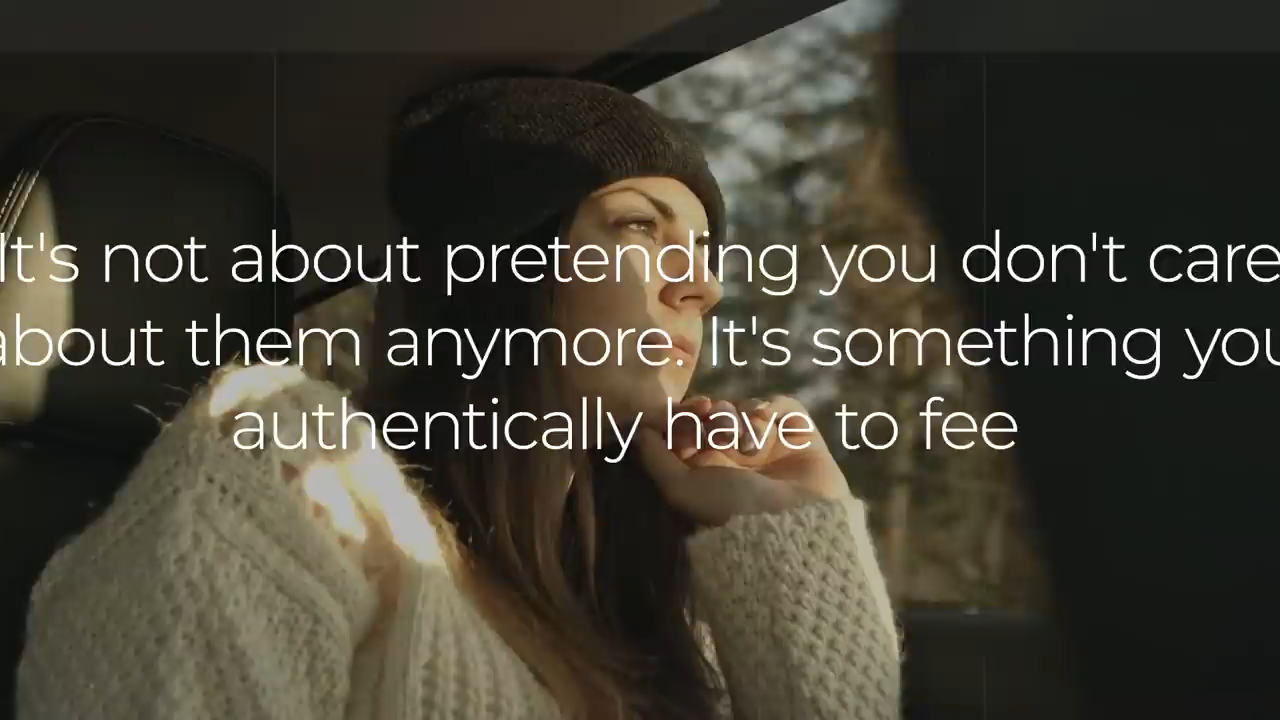 It's not about pretending you don't care
about them anymore. It's something you
authentically have to fee